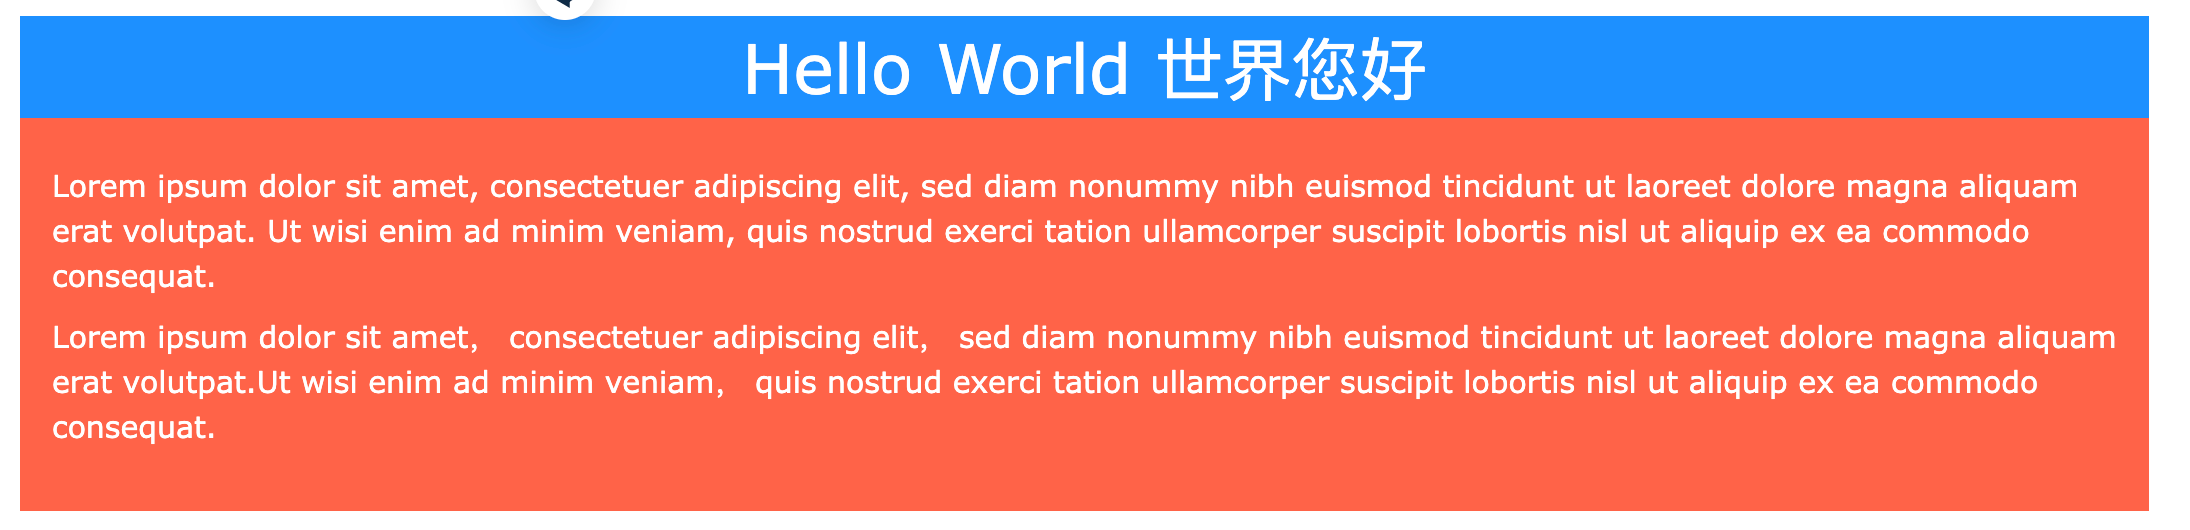 Hello World 世界您好
Lorem ipsum dolor sit amet, consectetuer adipiscing elit, sed diam nonummy nibh euismod tincidunt ut laoreet dolore magna aliquam
erat volutpat. Ut wisi enim ad minim veniam, quis nostrud exerci tation ullamcorper suscipit lobortis nisl ut aliquip ex ea commodo
consequat.
Lorem ipsum dolor sit amet， consectetuer adipiscing elit， sed diam nonummy nibh euismod tincidunt ut laoreet dolore magna aliquam
erat volutpat.Ut wisi enim ad minim veniam， quis nostrud exerci tation ullamcorper suscipit lobortis nisl ut aliquip ex ea commodo
consequat.